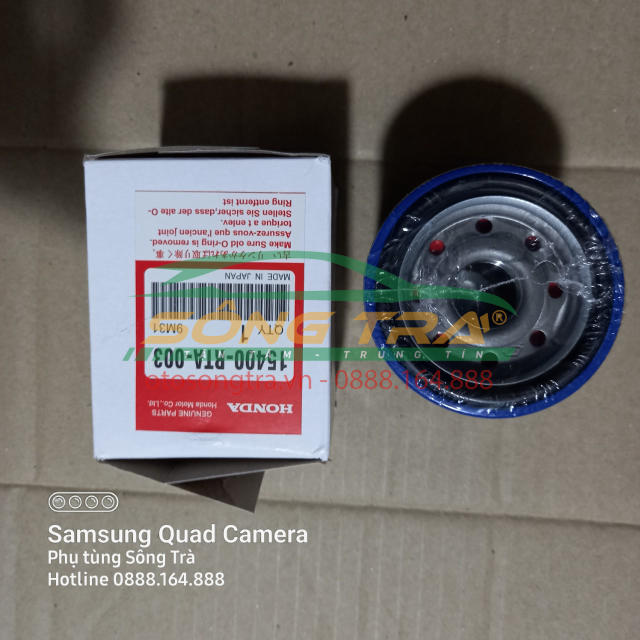 HONDA
GENUINE PARTS
Honda Motor Co., Ltd.
15400-RTA-003
QTY 1
9M31
MADE IN JAPAN
Make Sure Old O-ring is removed.
Assurez-vous que l'ancien joint
torique a ete enlev.
Stellen Sie sicher,dass der alte O-
Ring entfernt ist
SÔNG TRÀ
TÂM - TRUNG TÍN
otosongtra.vn - 0888.164.888
Samsung Quad Camera
Phụ tùng Sông Trà
Hotline 0888.164.888